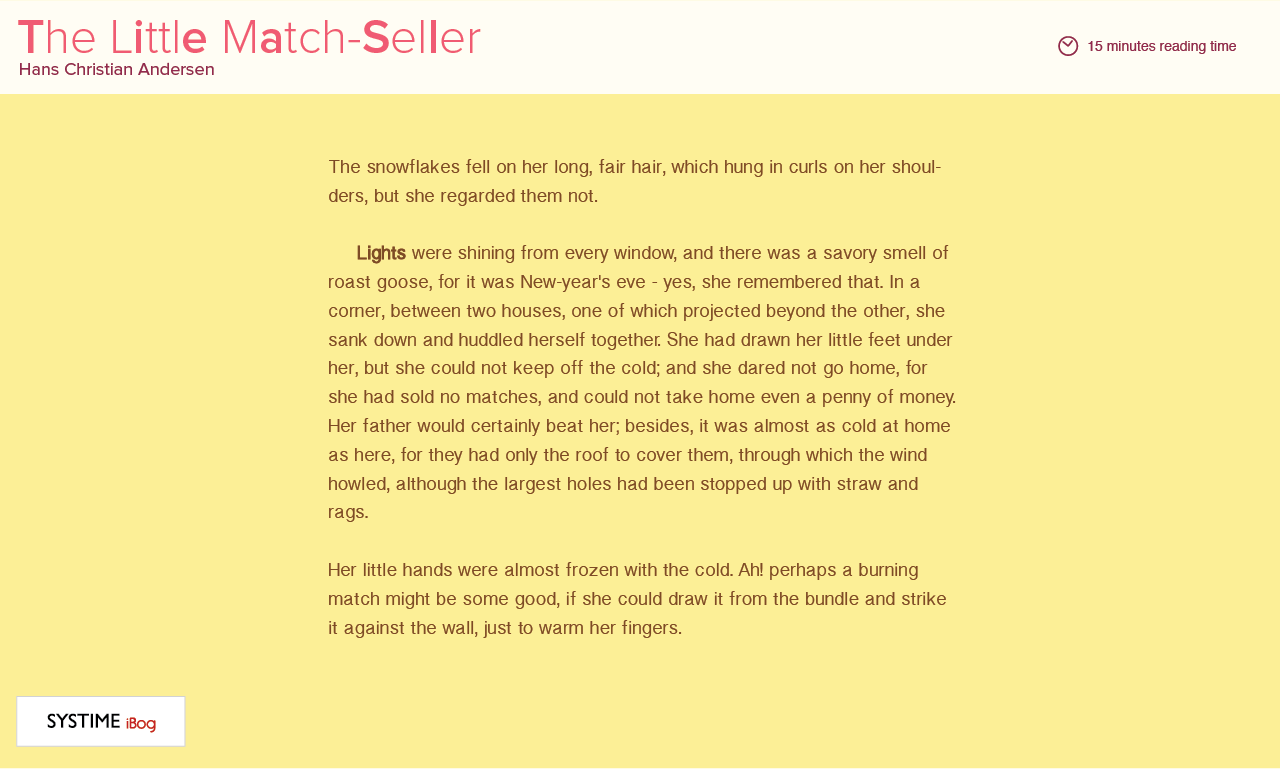 The Little Match-Seller
Hans Christian Andersen
15 minutes reading time
The snowflakes fell on her long, fair hair, which hung in curls on her shoul-
ders, but she regarded them not.
Lights were shining from every window, and there was a savory smell of
roast goose, for it was New-year's eve - yes, she remembered that. In a
corner, between two houses, one of which projected beyond the other, she
sank down and huddled herself together. She had drawn her little feet under
her, but she could not keep off the cold; and she dared not go home, for
she had sold no matches, and could not take home even a penny of money.
Her father would certainly beat her; besides, it was almost as cold at home
as here, for they had only the roof to cover them, through which the wind
howled, although the largest holes had been stopped up with straw and
rags.
Her little hands were almost frozen with the cold. Ah! perhaps a burning
match might be some good, if she could draw it from the bundle and strike
it against the wall, just to warm her fingers.
SYSTIME iBog